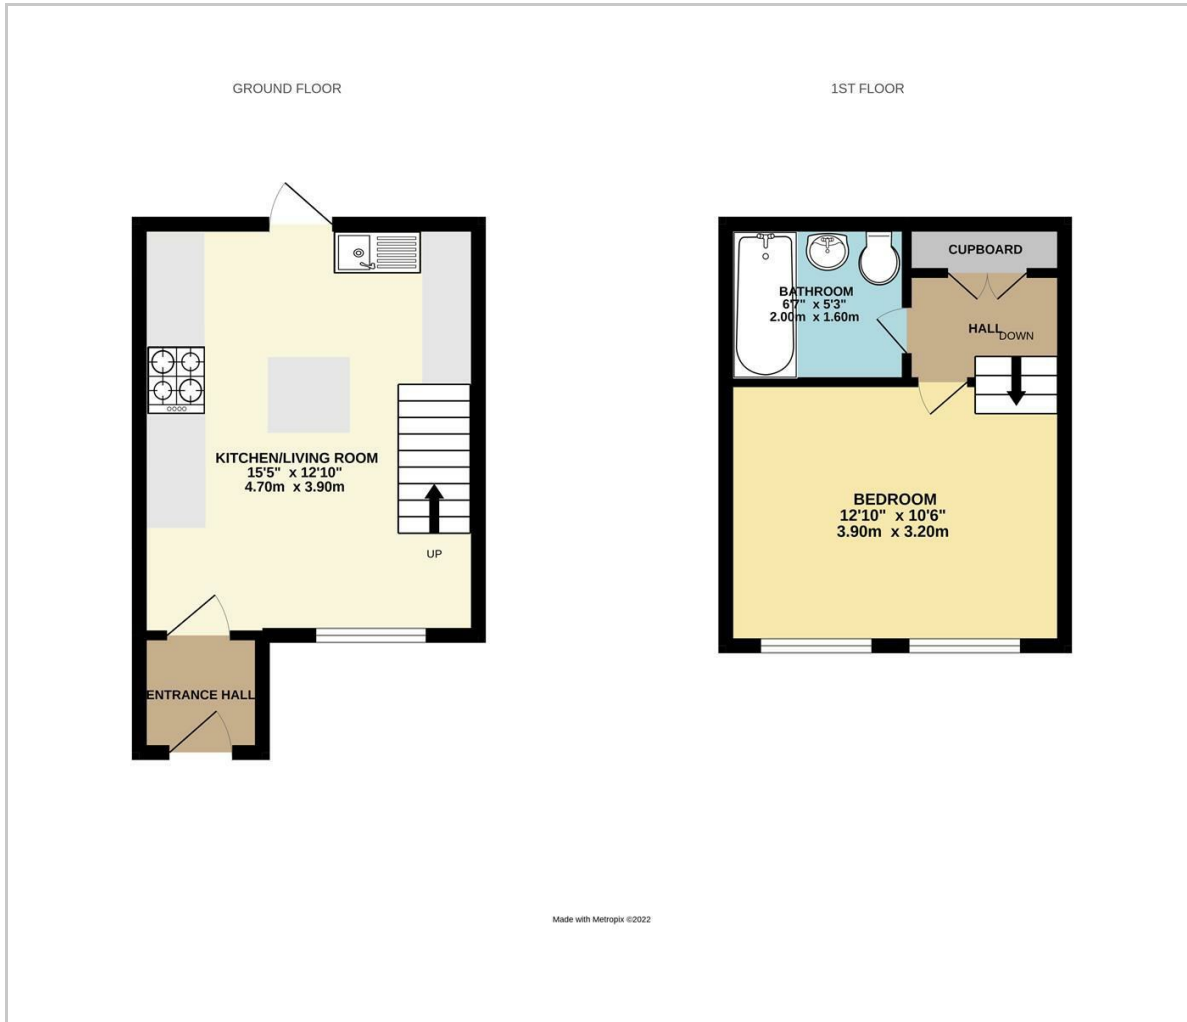 GROUND FLOOR
1ST FLOOR
KITCHEN/LIVING ROOM
15'5" x 12'10"
4.70m x 3.90m
UP
ENTRANCE HALL
BATHROOM
6'7" x 5'3"
2.00m x 1.60m
CUPBOARD
HALL
DOWN
BEDROOM
12'10" x 10'6"
3.90m x 3.20m
Made with Metropix ©2022